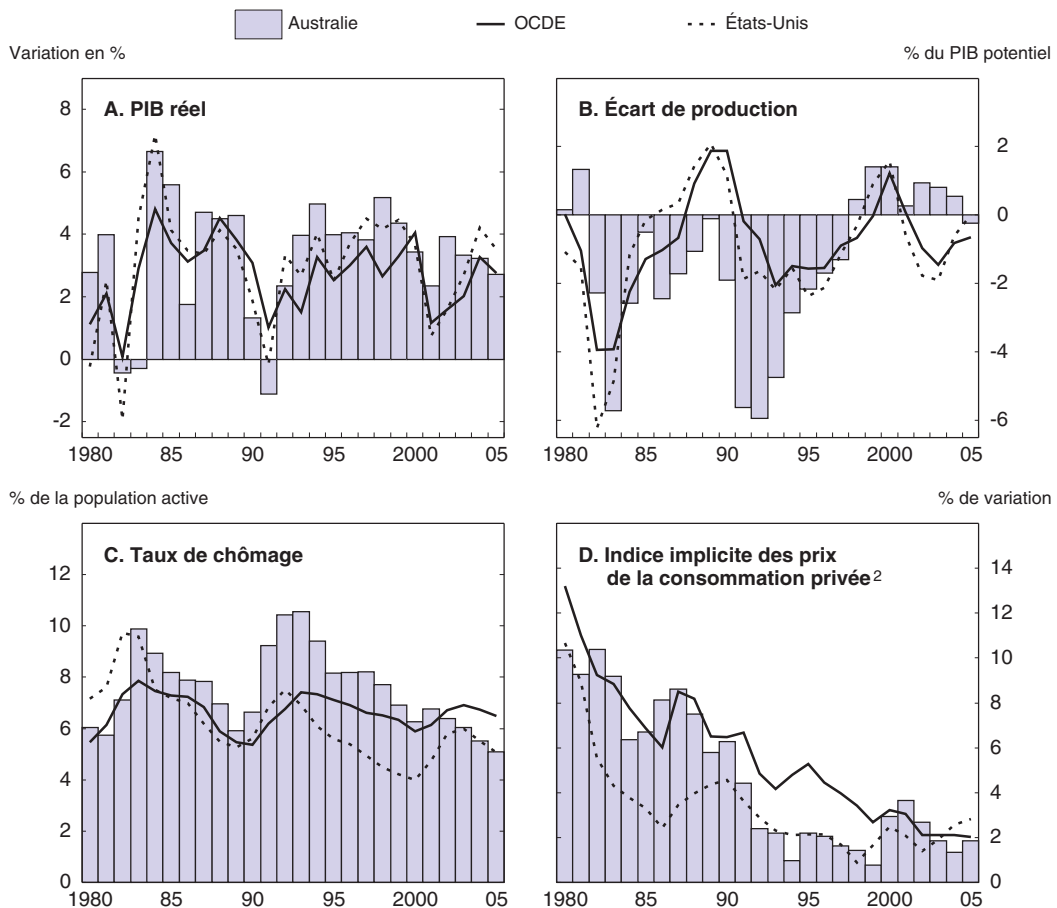 Australie OCDE États-Unis
Variation en %
% du PIB potentiel
A. PIB réel
8
6
4
2
0
-2
1980 85 90 95 2000 05
B. Écart de production
2
0
-2
-4
-6
1980 85 90 95 2000 05
% de la population active
% de variation
C. Taux de chômage
12
10
8
6
4
2
0
1980 85 90 95 2000 05
D. Indice implicite des prix
de la consommation privée 2
14
12
10
8
6
4
2
0
1980 85 90 95 2000 05